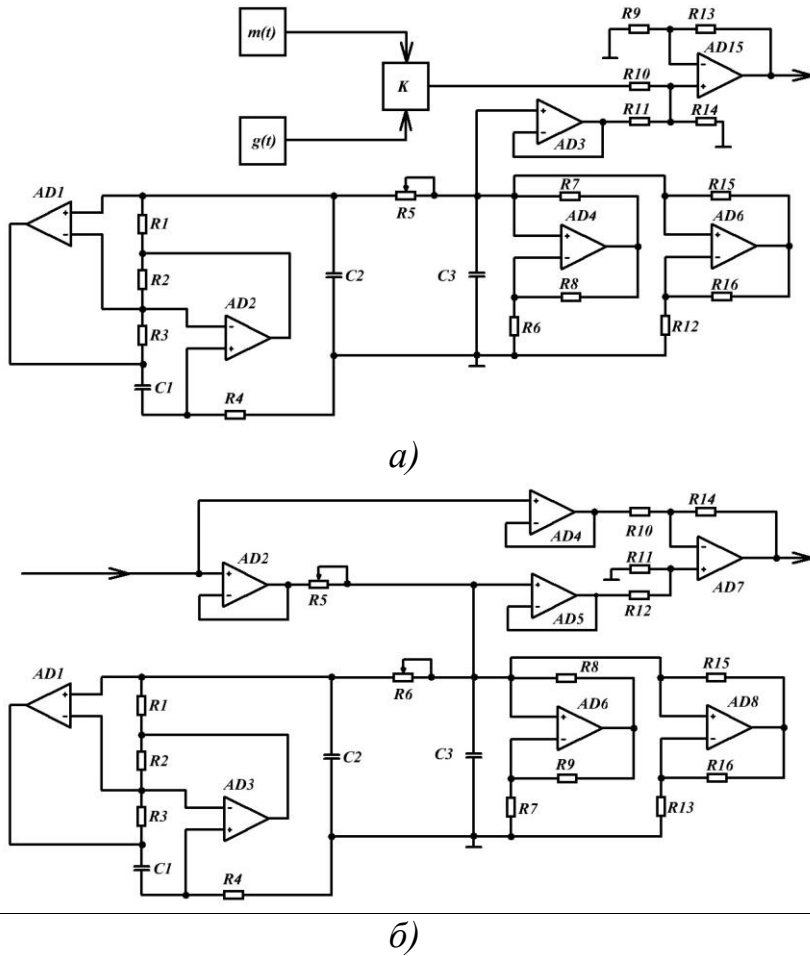 m(t)
R9
R13
AD15
K
R10
R11
R14
AD3
g(t)
AD1
R1
R5
R7
R15
AD4
AD6
R2
AD2
C2
C3
R8
R16
R3
R6
R12
C1
R4
а)
R14
AD4
R10
AD2
R11
AD7
R5
AD5
R12
AD1
R6
R8
R15
R1
AD6
AD8
R2
AD3
C2
C3
R9
R16
R3
R7
R13
C1
R4
б)